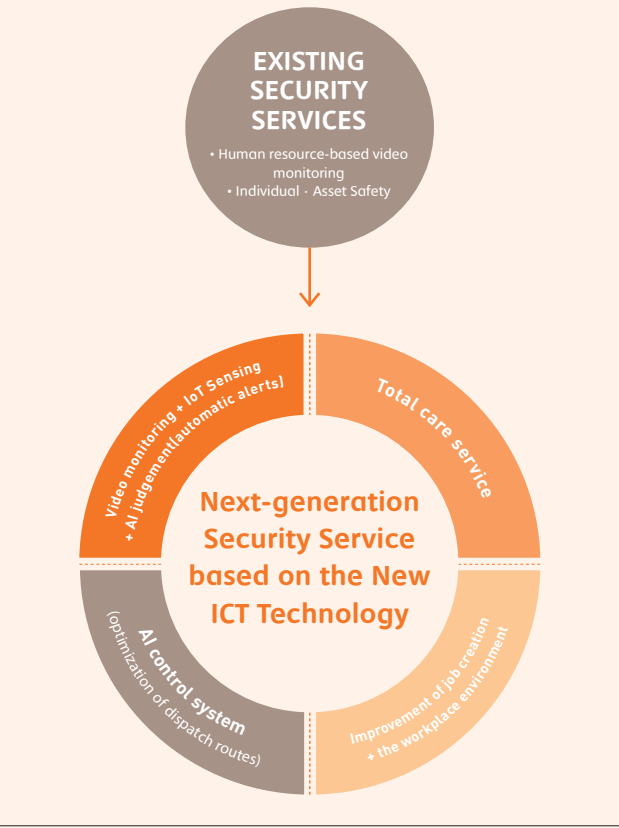 EXISTING
SECURITY
SERVICES
• Human resource-based video
monitoring
• Individual · Asset Safety
Video monitoring + IoT Sensing
+ AI judgement(automatic alerts)
Total care service
Next-generation
Security Service
based on the New
ICT Technology
AI control system
(optimization of dispatch routes)
Improvement of job creation
+ the workplace environment